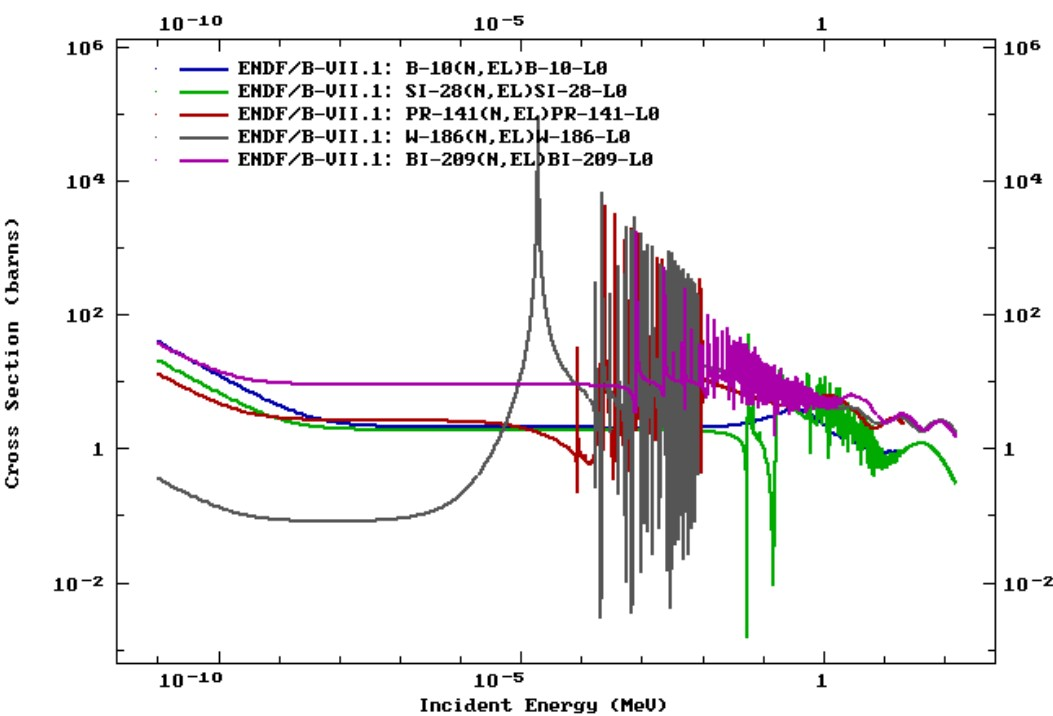 10⁻¹⁰ 10⁻⁵ 1
10⁶ 10⁶
ENDF/B-VII.1: B-10(N,EL)B-10-L0
ENDF/B-VII.1: SI-28(N,EL)SI-28-L0
ENDF/B-VII.1: PR-141(N,EL)PR-141-L0
ENDF/B-VII.1: W-186(N,EL)W-186-L0
ENDF/B-VII.1: BI-209(N,EL)BI-209-L0
10⁴ 10⁴
Cross Section (barns)
10² 10²
1 1
10⁻² 10⁻²
10⁻¹⁰ 10⁻⁵ 1
Incident Energy (MeV)